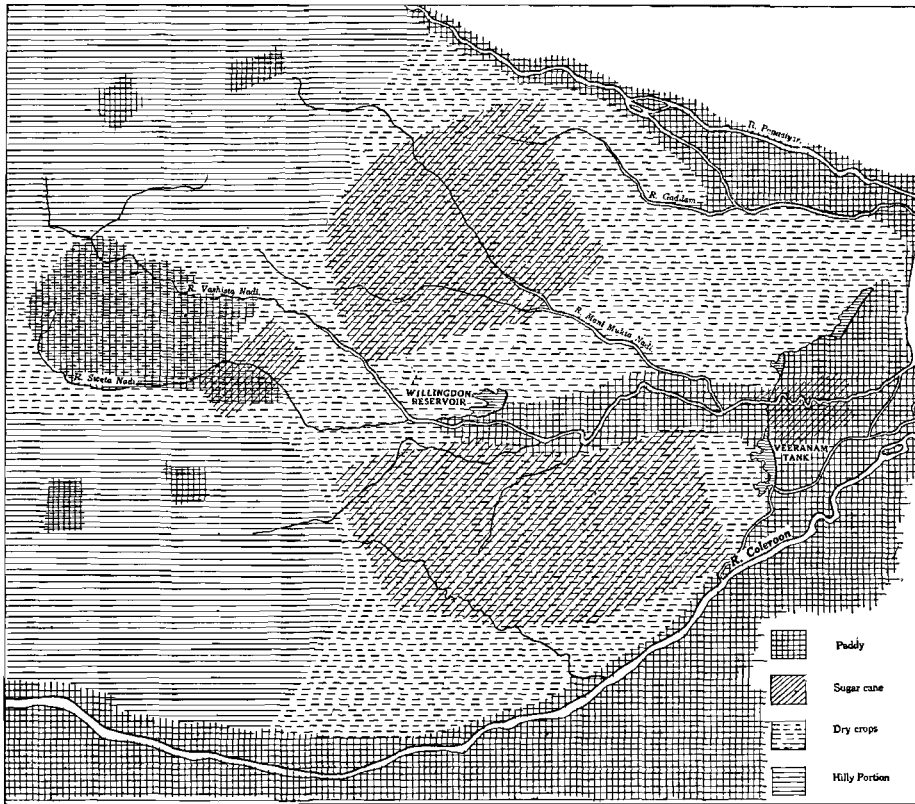 R. Ponnaiyar
R. Gaddam
R. Vashista Nadi
R. Mani Mukta Nadi
R. Sweta Nadi
WILLINGDON
RESERVOIR
VEERANAM
TANK
R. Coleroon
Paddy
Sugar cane
Dry crops
Hilly Portion